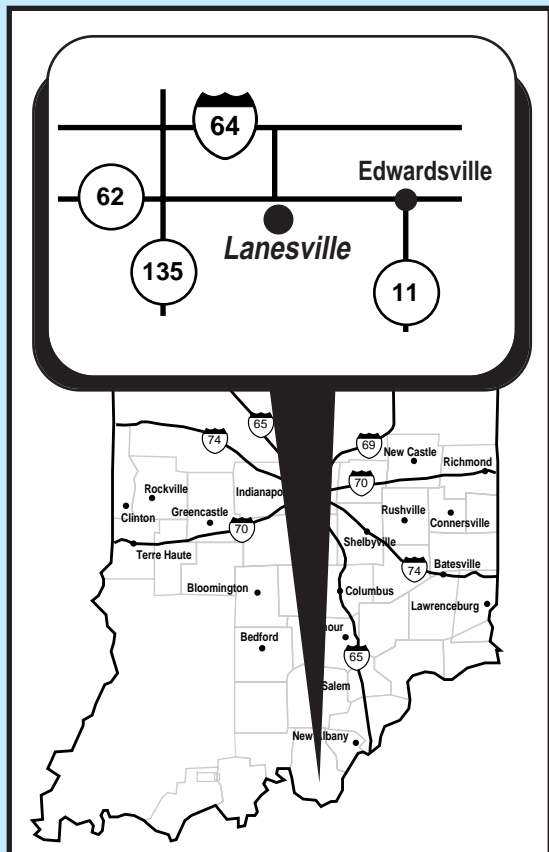 64
Edwardsville
62
Lanesville
135
11
65
74
69
New Castle
Richmond
70
Rockville
Indianapo
Clinton
Greencastle
70
Rushville
Connersville
Shelbyville
Terre Haute
74
Batesville
Bloomington
Columbus
Lawrenceburg
mour
Bedford
65
Salem
New Albany